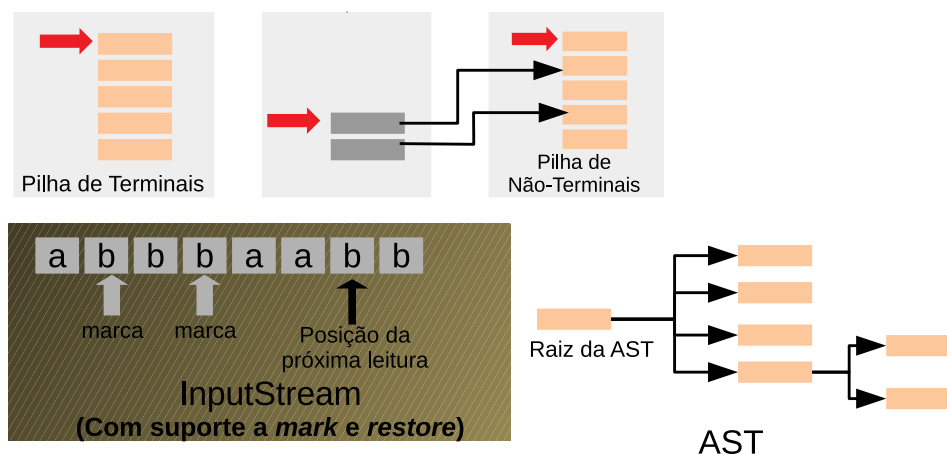 Pilha de Terminais
Pilha de
Não-Terminais
a b b b a a b b
marca marca Posição da
próxima leitura
InputStream
(Com suporte a mark e restore)
Raiz da AST
AST